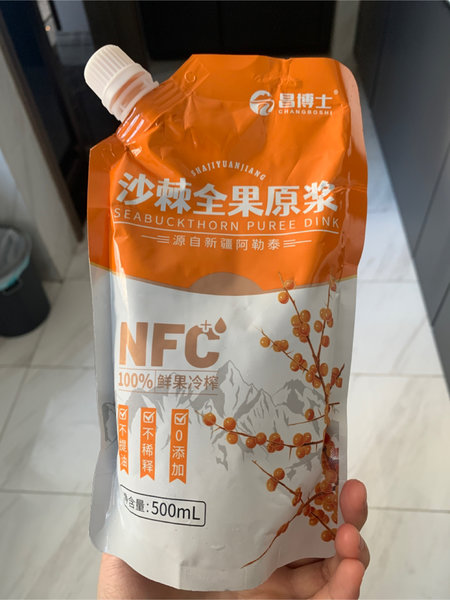 昌博士®
CHANGBOSHI
SHAJIYUANJIANG
沙棘全果原浆
SEABUCKTHORN PUREE DINK
源自新疆阿勒泰
NFC+
100% 鲜果冷榨
不提油
不稀释
0添加
净含量:500mL